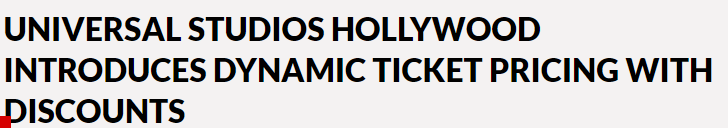 UNIVERSAL STUDIOS HOLLYWOOD
INTRODUCES DYNAMIC TICKET PRICING WITH
DISCOUNTS